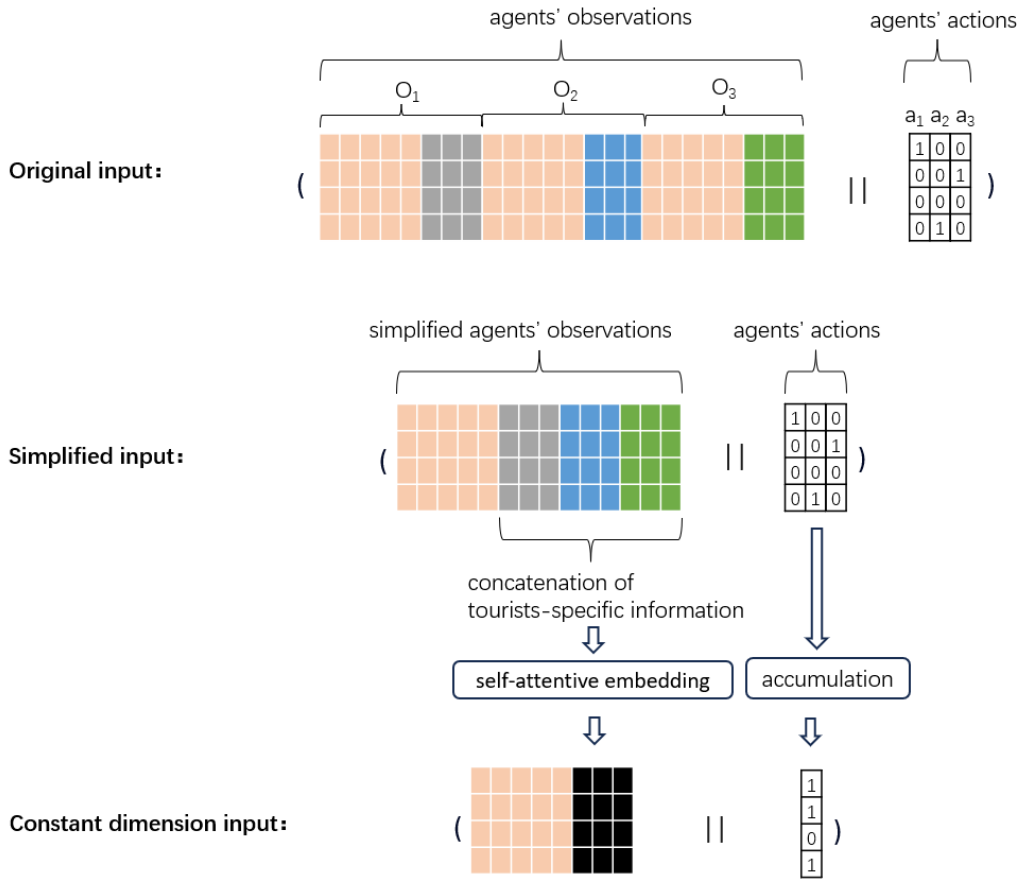 agents' observations
agents' actions
O1
O2
O3
a1 a2 a3
Original input:
( || )
1 0 0
0 0 1
0 0 0
0 1 0
simplified agents' observations
agents' actions
Simplified input:
( || )
1 0 0
0 0 1
0 0 0
0 1 0
concatenation of
tourists-specific information
self-attentive embedding
accumulation
Constant dimension input:
( || )
1
1
0
1